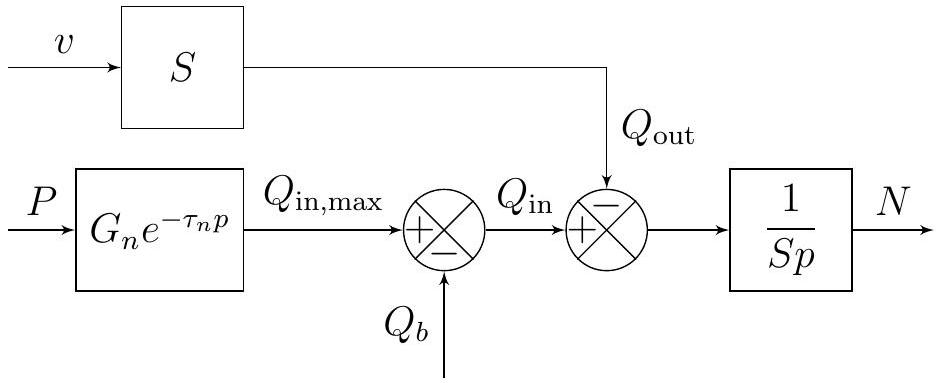 v
S
Q_out
P
G_n e^{-τ_n p}
Q_in,max
+
−
Q_in
+
−
1
Sp
N
Q_b